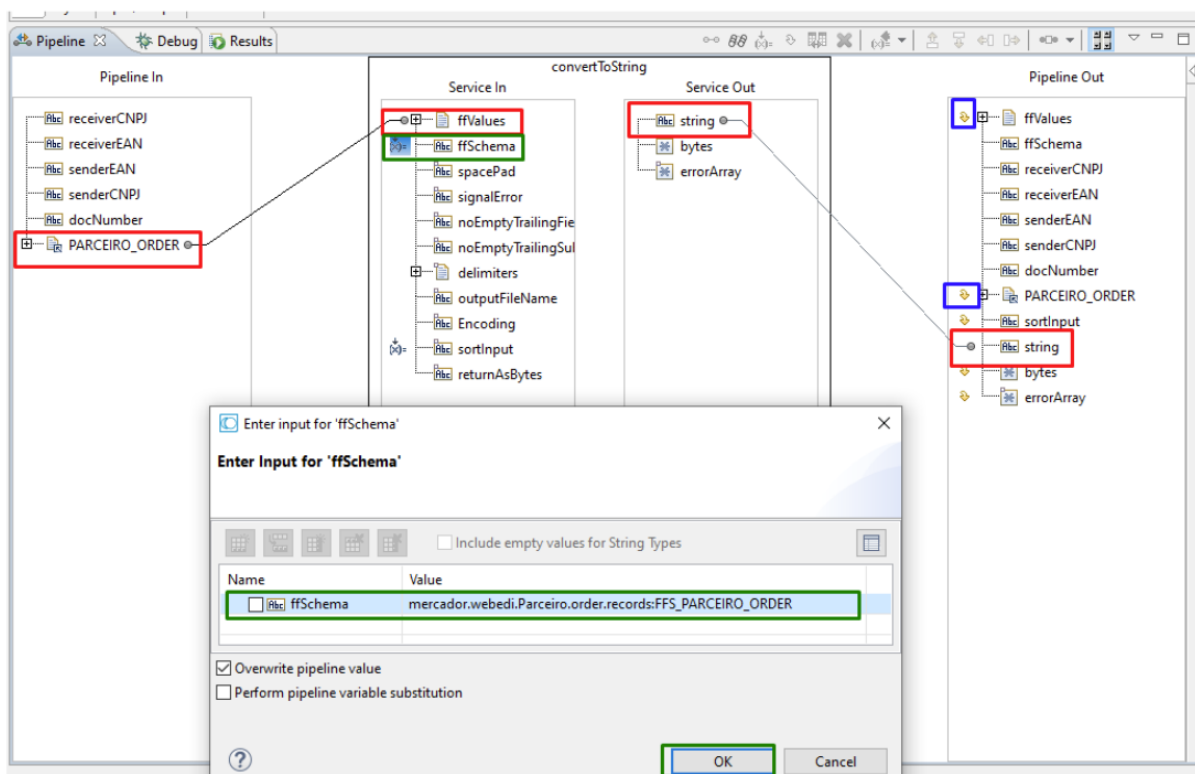 Pipeline
Debug
Results
Pipeline In
receiverCNPJ
receiverEAN
senderEAN
senderCNPJ
docNumber
PARCEIRO_ORDER
convertToString
Service In
Service Out
ffValues
ffSchema
spacePad
signalError
noEmptyTrailingFie
noEmptyTrailingSul
delimiters
outputFileName
Encoding
sortInput
returnAsBytes
string
bytes
errorArray
Pipeline Out
ffValues
ffSchema
receiverCNPJ
receiverEAN
senderEAN
senderCNPJ
docNumber
PARCEIRO_ORDER
sortInput
string
bytes
errorArray
Enter input for 'ffSchema'
Enter Input for 'ffSchema'
Include empty values for String Types
Name Value
Abc ffSchema mercador.webedi.Parceiro.order.records:FFS_PARCEIRO_ORDER
Overwrite pipeline value
Perform pipeline variable substitution
OK Cancel